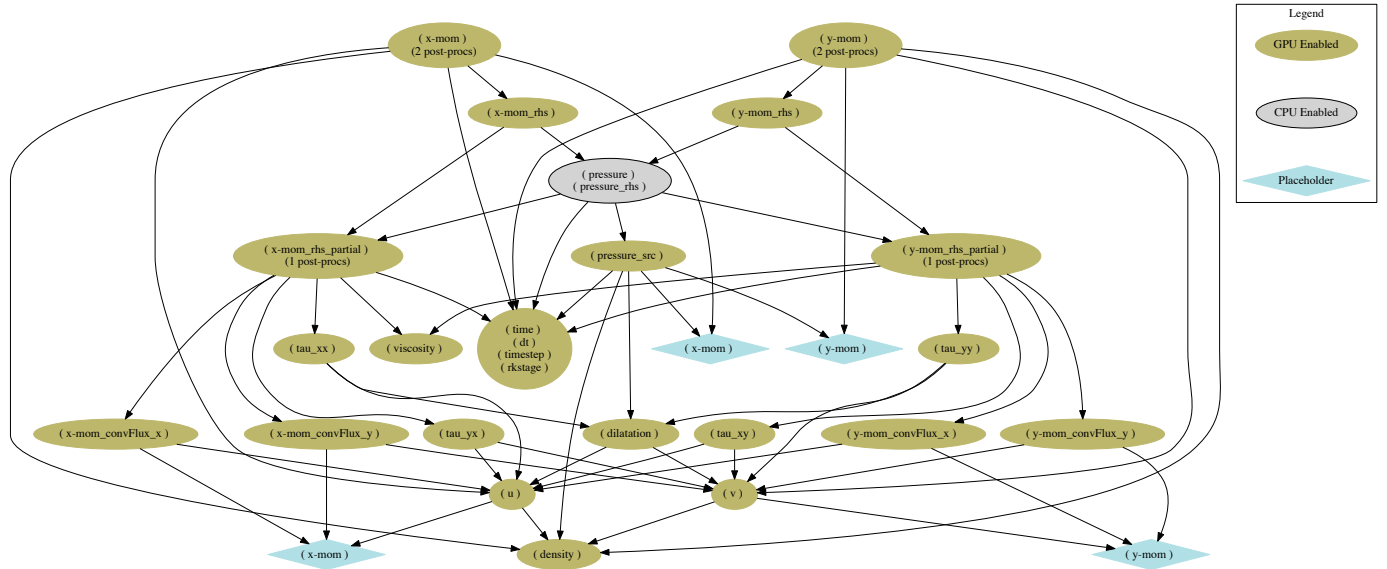 ( x-mom )
(2 post-procs)
( y-mom )
(2 post-procs)
Legend
GPU Enabled
CPU Enabled
Placeholder
( x-mom_rhs )
( y-mom_rhs )
( pressure )
( pressure_rhs )
( x-mom_rhs_partial )
(1 post-procs)
( pressure_src )
( y-mom_rhs_partial )
(1 post-procs)
( tau_xx )
( viscosity )
( time )
( dt )
( timestep )
( rkstage )
( x-mom )
( y-mom )
( tau_yy )
( x-mom_convFlux_x )
( x-mom_convFlux_y )
( tau_yx )
( dilatation )
( tau_xy )
( y-mom_convFlux_x )
( y-mom_convFlux_y )
( u )
( v )
( x-mom )
( density )
( y-mom )